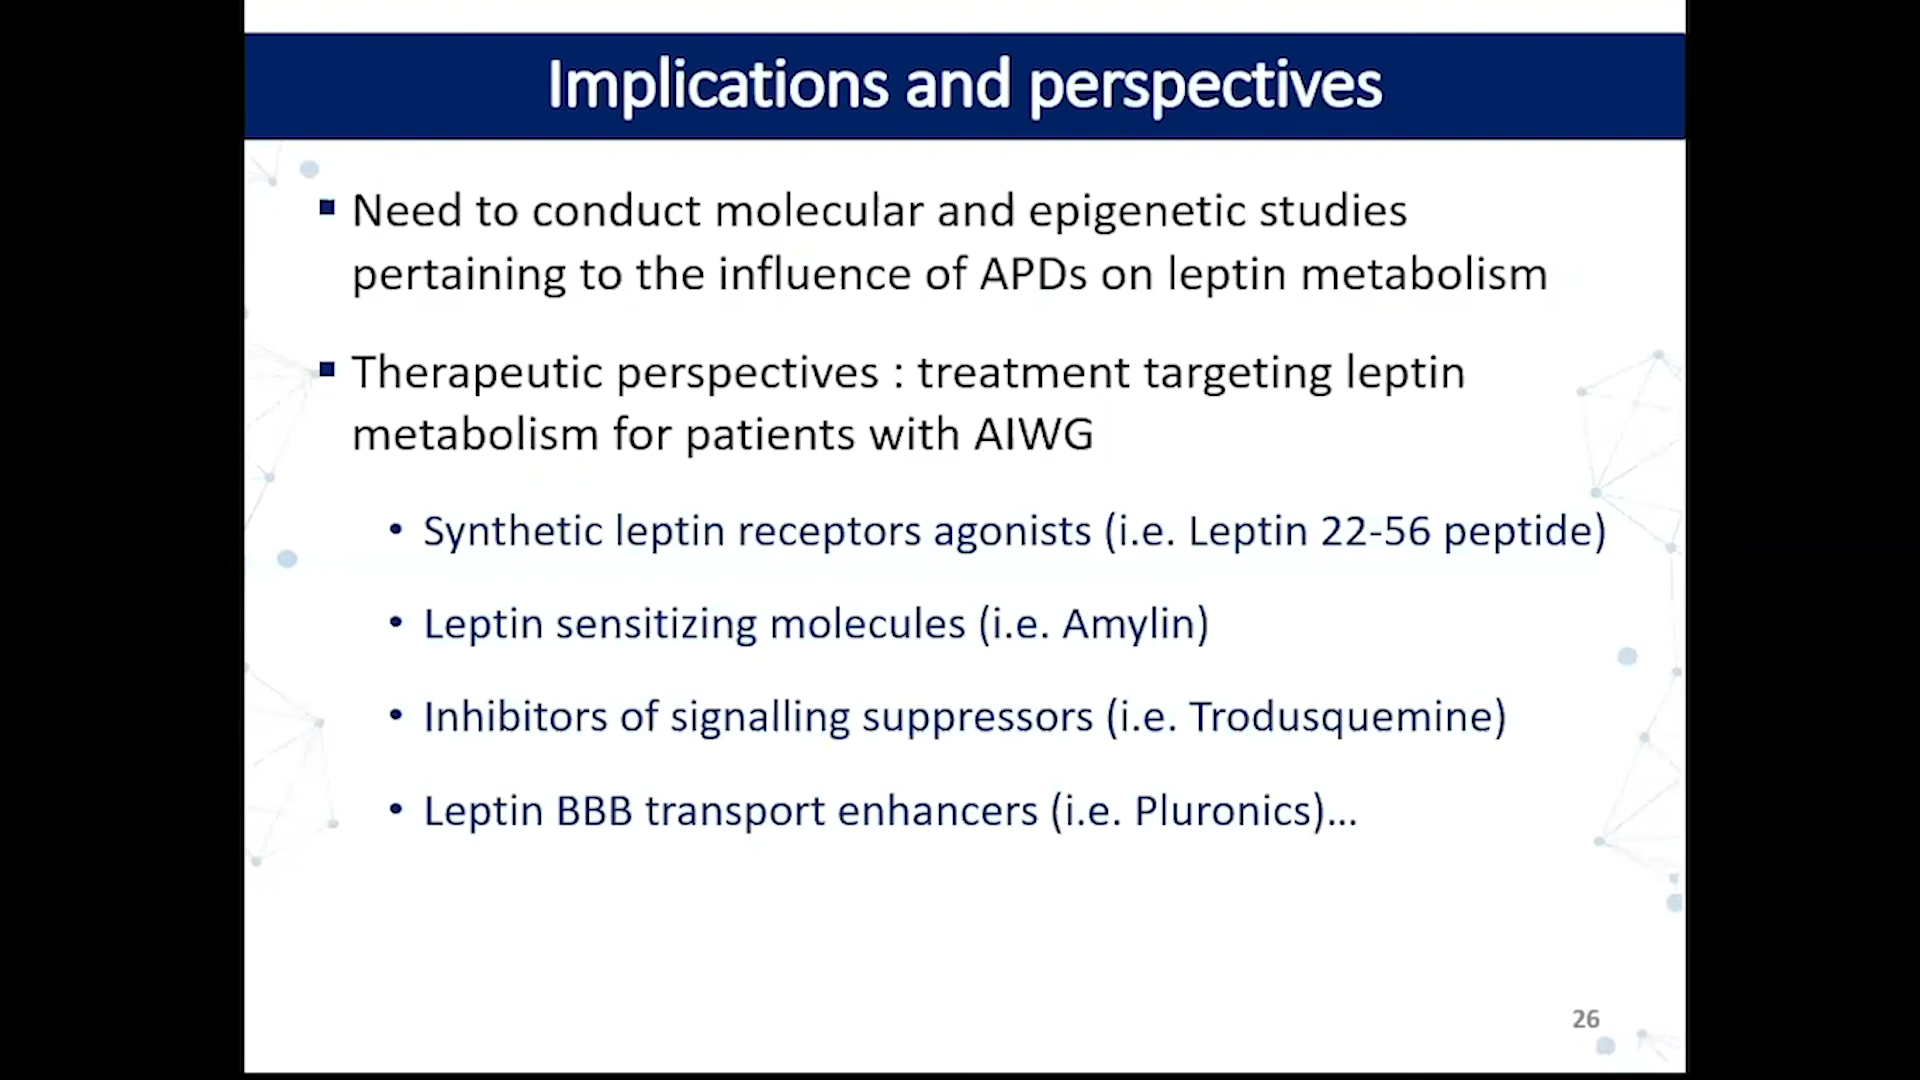 Implications and perspectives
▪ Need to conduct molecular and epigenetic studies
pertaining to the influence of APDs on leptin metabolism
▪ Therapeutic perspectives : treatment targeting leptin
metabolism for patients with AIWG
• Synthetic leptin receptors agonists (i.e. Leptin 22-56 peptide)
• Leptin sensitizing molecules (i.e. Amylin)
• Inhibitors of signalling suppressors (i.e. Trodusquemine)
• Leptin BBB transport enhancers (i.e. Pluronics)...
26